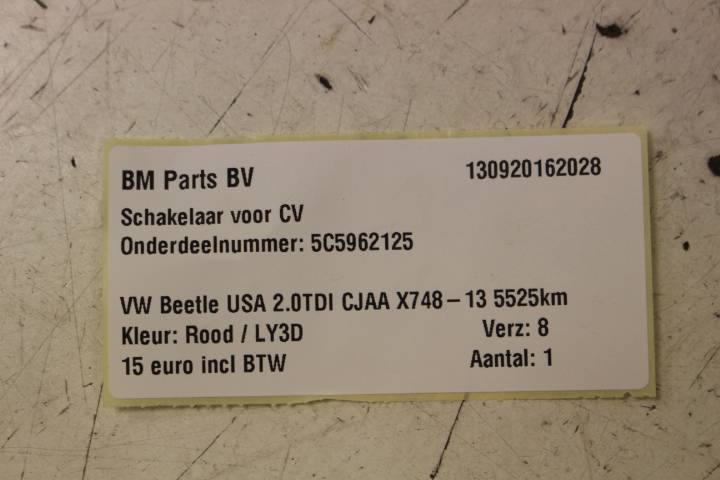 BM Parts BV 130920162028
Schakelaar voor CV
Onderdeelnummer: 5C5962125
VW Beetle USA 2.0TDI CJAA X748-13 5525km
Kleur: Rood / LY3D Verz: 8
15 euro incl BTW Aantal: 1